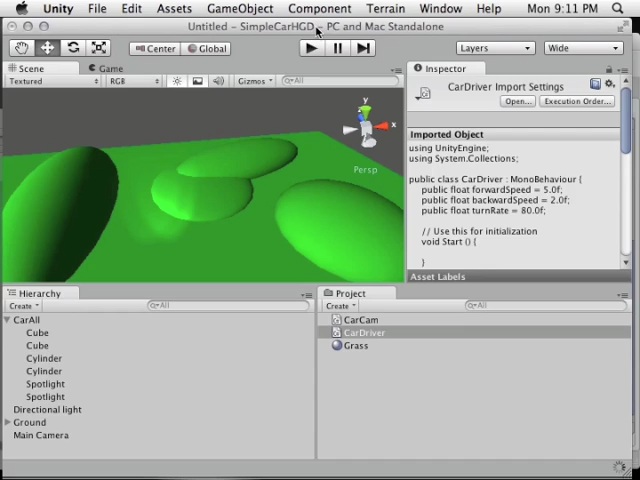 Unity File Edit Assets GameObject Component Terrain Window Help Mon 9:11 PM
Untitled - SimpleCarHGD - PC and Mac Standalone
Center Global Layers Wide
Scene Game
Textured RGB Gizmos All
y
z
x
Persp
Inspector
CarDriver Import Settings
Open... Execution Order...
Imported Object
using UnityEngine;
using System.Collections;
public class CarDriver : MonoBehaviour {
public float forwardSpeed = 5.0f;
public float backwardSpeed = 2.0f;
public float turnRate = 80.0f;
// Use this for initialization
void Start () {
}
Asset Labels
Hierarchy
Create All
CarAll
Cube
Cube
Cylinder
Cylinder
Spotlight
Spotlight
Directional light
Ground
Main Camera
Project
Create All
CarCam
CarDriver
Grass